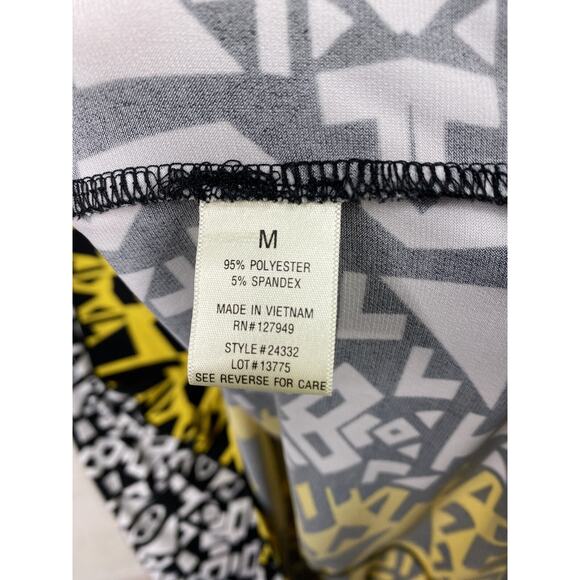 M
95% POLYESTER
5% SPANDEX
MADE IN VIETNAM
RN#127949
STYLE #24332
LOT#13775
SEE REVERSE FOR CARE